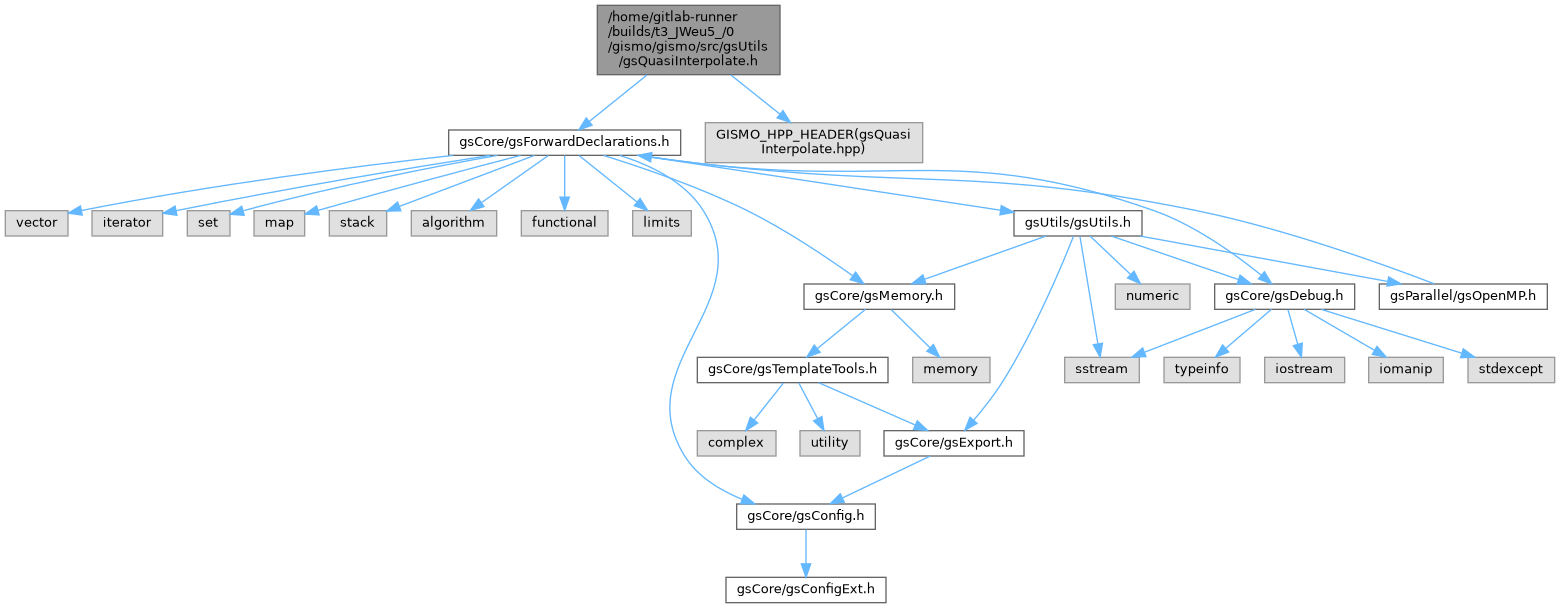 /home/gitlab-runner
/builds/t3_JWeu5_/0
/gismo/gismo/src/gsUtils
/gsQuasiInterpolate.h
gsCore/gsForwardDeclarations.h
GISMO_HPP_HEADER(gsQuasi
Interpolate.hpp)
vector
iterator
set
map
stack
algorithm
functional
limits
gsUtils/gsUtils.h
gsCore/gsMemory.h
numeric
gsCore/gsDebug.h
gsParallel/gsOpenMP.h
gsCore/gsTemplateTools.h
memory
sstream
typeinfo
iostream
iomanip
stdexcept
complex
utility
gsCore/gsExport.h
gsCore/gsConfig.h
gsCore/gsConfigExt.h